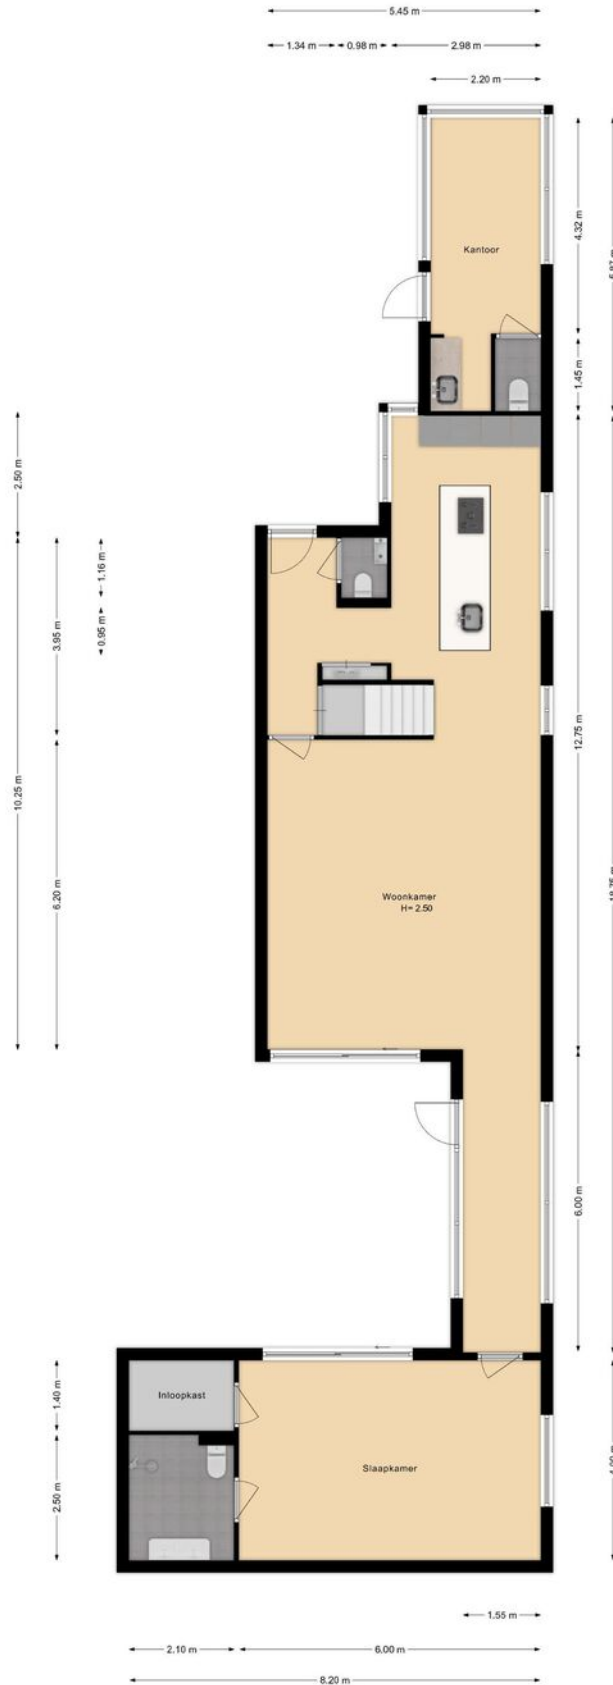 5.45 m
1.34 m
0.98 m
2.98 m
2.20 m
4.32 m
Kantoor
1.45 m
2.50 m
1.16 m
0.95 m
3.95 m
10.25 m
12.75 m
6.20 m
Woonkamer
H= 2.50
6.00 m
1.40 m
Inloopkast
2.50 m
Slaapkamer
1.55 m
2.10 m
6.00 m
8.20 m